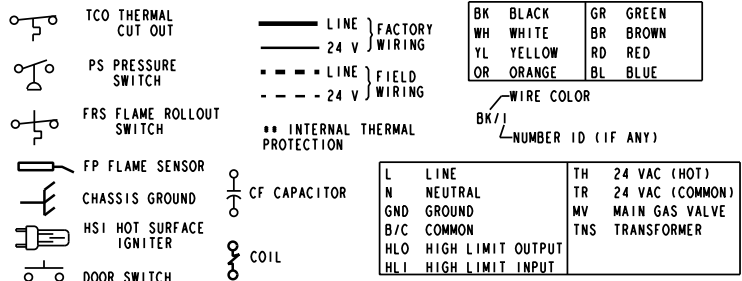 TCO THERMAL
CUT OUT
PS PRESSURE
SWITCH
FRS FLAME ROLLOUT
SWITCH
FP FLAME SENSOR
CHASSIS GROUND
HSI HOT SURFACE
IGNITER
DOOR SWITCH
LINE
24 V
FACTORY
WIRING
LINE
24 V
FIELD
WIRING
** INTERNAL THERMAL
PROTECTION
CF CAPACITOR
COIL
BK BLACK GR GREEN
WH WHITE BR BROWN
YL YELLOW RD RED
OR ORANGE BL BLUE
WIRE COLOR
BK/1
NUMBER ID (IF ANY)
L LINE TH 24 VAC (HOT)
N NEUTRAL TR 24 VAC (COMMON)
GND GROUND MV MAIN GAS VALVE
B/C COMMON TNS TRANSFORMER
HLO HIGH LIMIT OUTPUT
HLI HIGH LIMIT INPUT